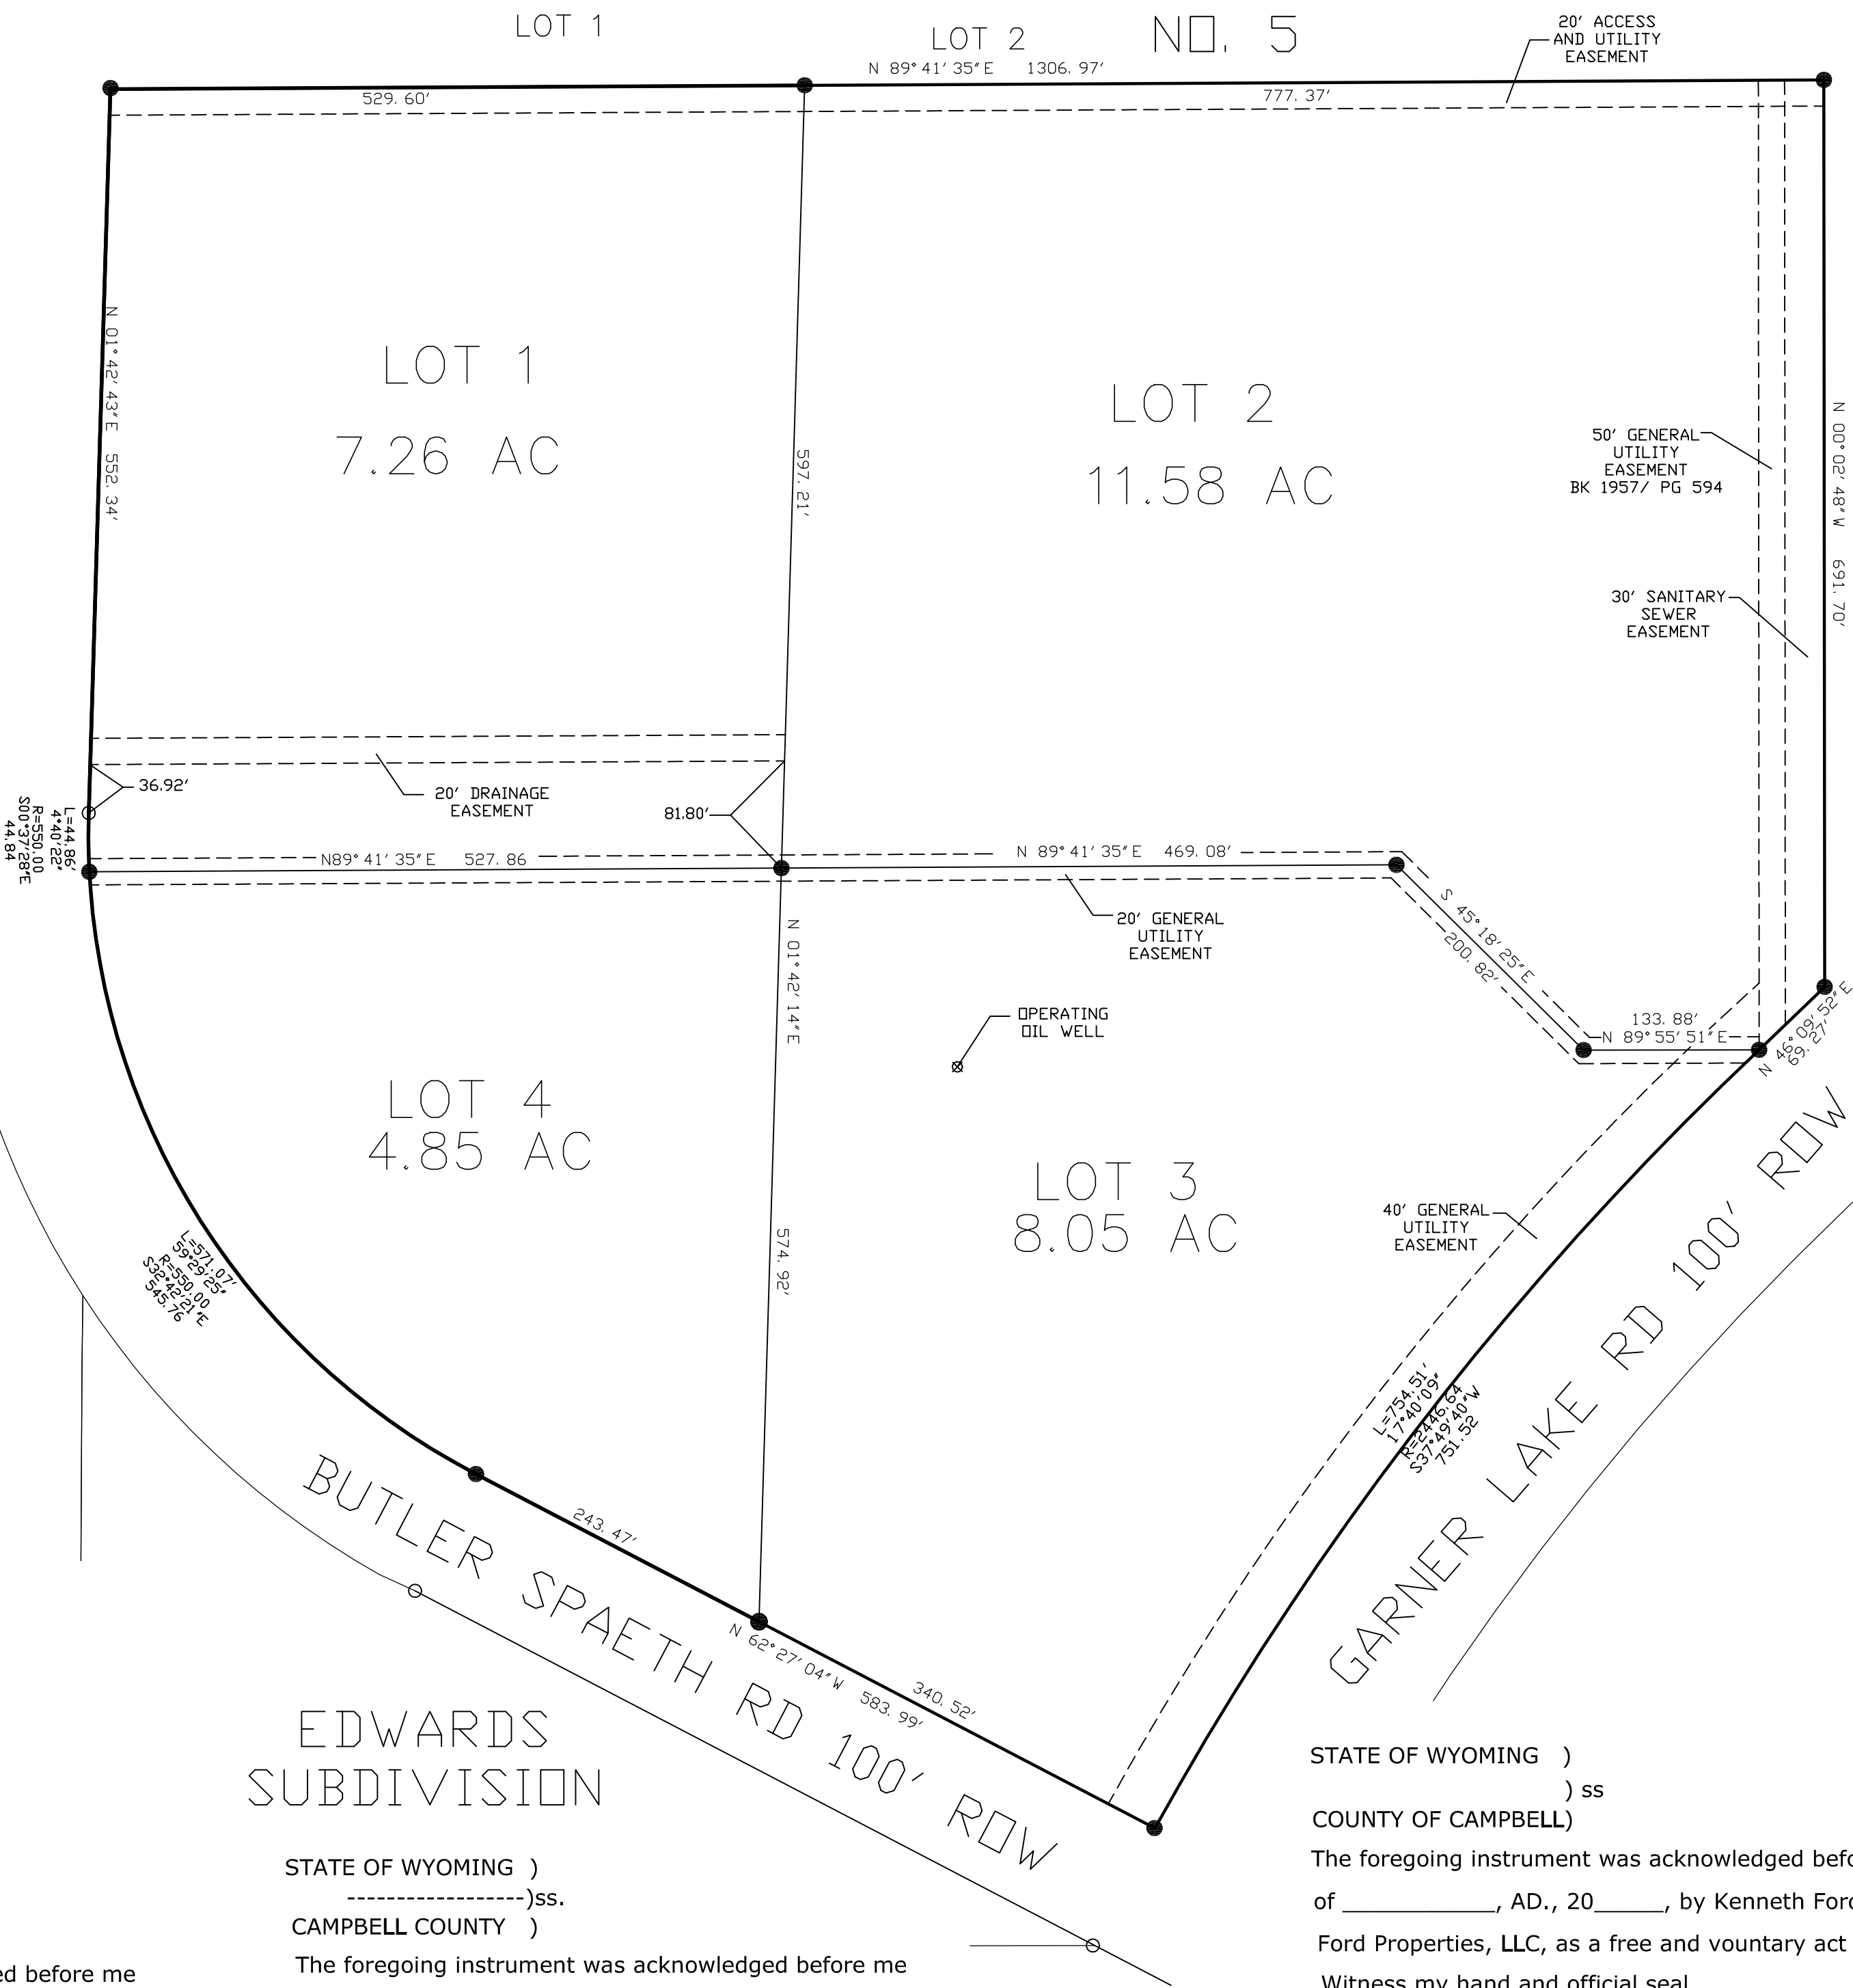 LOT 1
LOT 2
NO. 5
20' ACCESS
AND UTILITY
EASEMENT
N 89°41'35"E 1306.97'
529.60'
777.37'
N 01°42'43"E 552.34'
LOT 1
7.26 AC
597.21'
LOT 2
11.58 AC
50' GENERAL
UTILITY
EASEMENT
BK 1957/ PG 594
N 00°02'48"W 691.70'
30' SANITARY
SEWER
EASEMENT
36.92'
20' DRAINAGE
EASEMENT
81.80'
L=44.86'
4°40'22"
R=550.00
S00°37'28"E
44.84
N89°41'35"E 527.86
N 89°41'35"E 469.08'
20' GENERAL
UTILITY
EASEMENT
S 45°18'25"E
200.82'
N 01°42'14"E
OPERATING
OIL WELL
133.88'
N 89°55'51"E
N 46°09'52"E
69.27'
LOT 4
4.85 AC
LOT 3
8.05 AC
574.92'
40' GENERAL
UTILITY
EASEMENT
L=571.07'
59°29'25"
R=550.00
S32°42'21"E
545.76
L=754.51'
17°40'09"
R=2446.64
S37°49'40"W
751.52
GARNER LAKE RD 100' ROW
243.47'
BUTLER SPAETH RD 100' ROW
N 62°27'04"W 583.99'
340.52'
EDWARDS
SUBDIVISION
STATE OF WYOMING )
------------------)ss.
CAMPBELL COUNTY )
The foregoing instrument was acknowledged before me
ed before me
STATE OF WYOMING )
) ss
COUNTY OF CAMPBELL)
The foregoing instrument was acknowledged befo
of ____________, AD., 20_____, by Kenneth Ford
Ford Properties, LLC, as a free and vountary act
Witness my hand and official seal